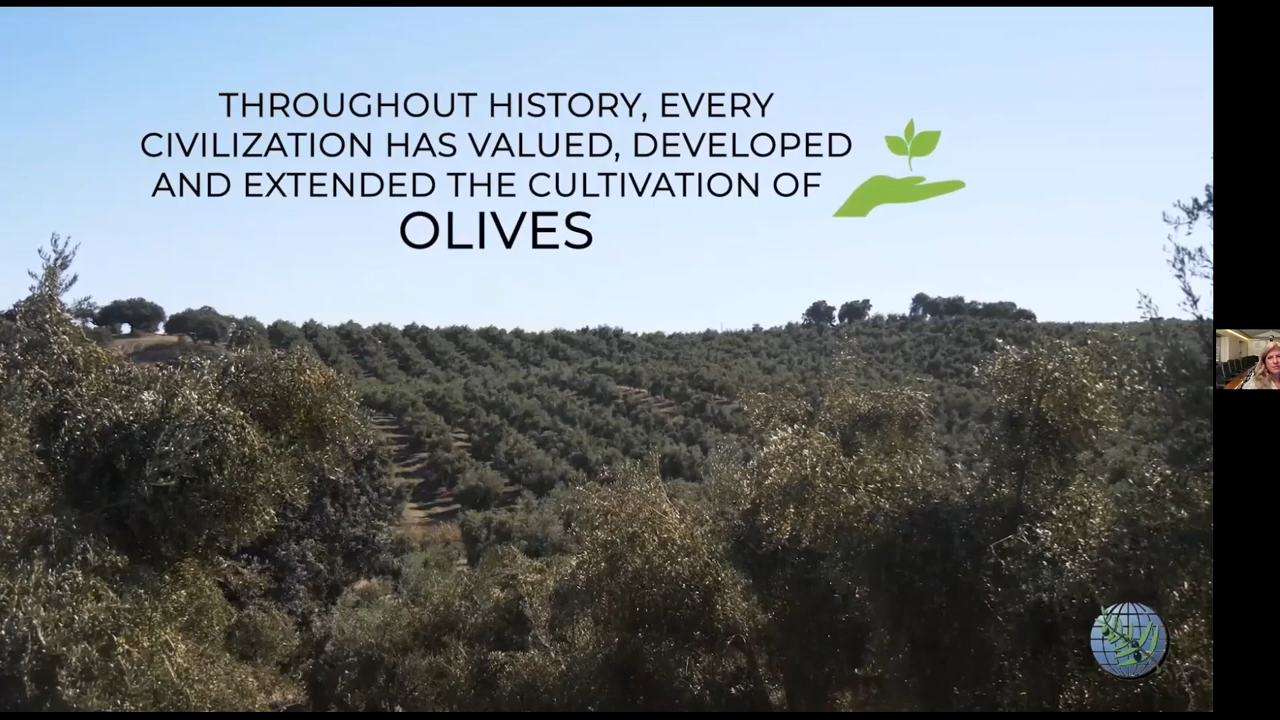 THROUGHOUT HISTORY, EVERY
CIVILIZATION HAS VALUED, DEVELOPED
AND EXTENDED THE CULTIVATION OF
OLIVES